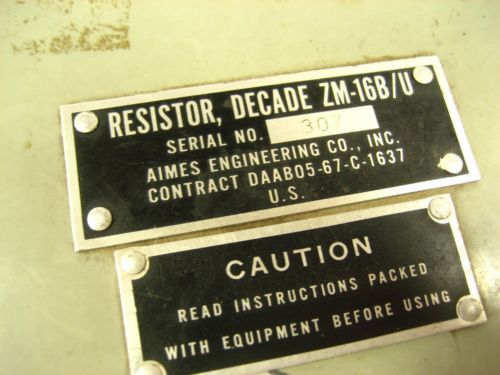 RESISTOR, DECADE ZM-16B/U
SERIAL NO. 307
AIMES ENGINEERING CO., INC.
CONTRACT DAAB05-67-C-1637
U.S.
CAUTION
READ INSTRUCTIONS PACKED
WITH EQUIPMENT BEFORE USING